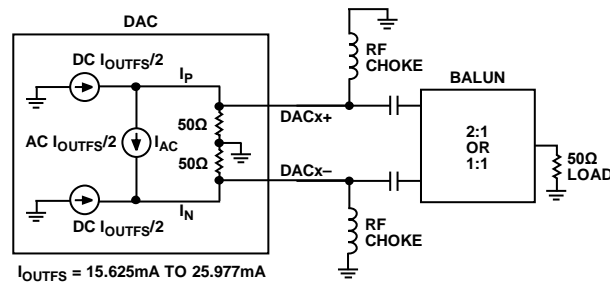 DAC
DC IOUTFS/2
IP
RF
CHOKE
BALUN
DACx+
50Ω
AC IOUTFS/2
IAC
2:1
OR
1:1
50Ω
50Ω
LOAD
DACx–
IN
DC IOUTFS/2
RF
CHOKE
IOUTFS = 15.625mA TO 25.977mA